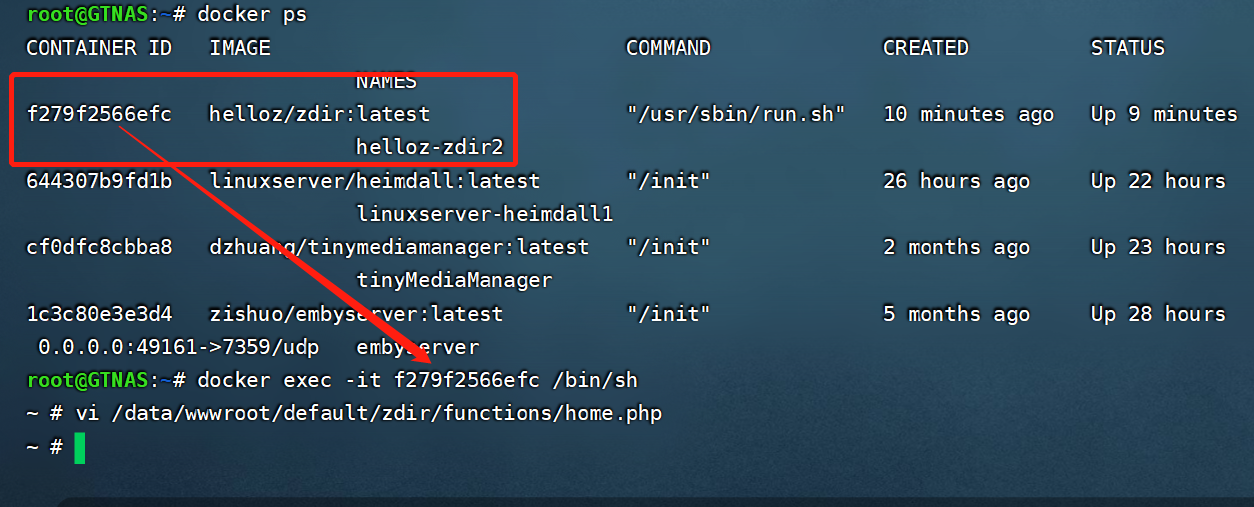 root@GTNAS:~# docker ps
CONTAINER ID   IMAGE                             COMMAND              CREATED          STATUS
NAMES
f279f2566efc   helloz/zdir:latest                "/usr/sbin/run.sh"   10 minutes ago   Up 9 minutes
helloz-zdir2
644307b9fd1b   linuxserver/heimdall:latest       "/init"              26 hours ago     Up 22 hours
linuxserver-heimdall1
cf0dfc8cbba8   dzhuang/tinymediamanager:latest   "/init"              2 months ago     Up 23 hours
tinyMediaManager
1c3c80e3e3d4   zishuo/embyserver:latest          "/init"              5 months ago     Up 28 hours
0.0.0.0:49161->7359/udp   embyserver
root@GTNAS:~# docker exec -it f279f2566efc /bin/sh
~ # vi /data/wwwroot/default/zdir/functions/home.php
~ #